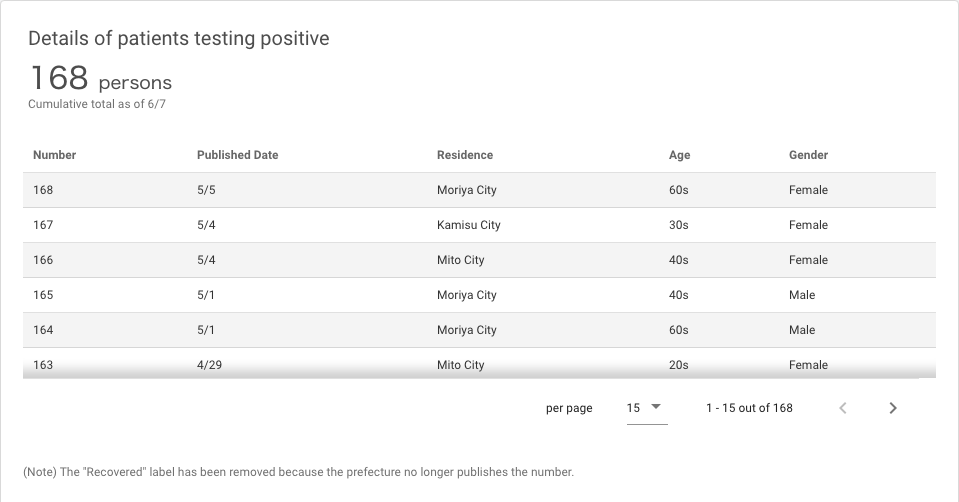 Details of patients testing positive
168 persons
Cumulative total as of 6/7
Number Published Date Residence Age Gender
168 5/5 Moriya City 60s Female
167 5/4 Kamisu City 30s Female
166 5/4 Mito City 40s Female
165 5/1 Moriya City 40s Male
164 5/1 Moriya City 60s Male
163 4/29 Mito City 20s Female
per page 15 1 - 15 out of 168
(Note) The "Recovered" label has been removed because the prefecture no longer publishes the number.